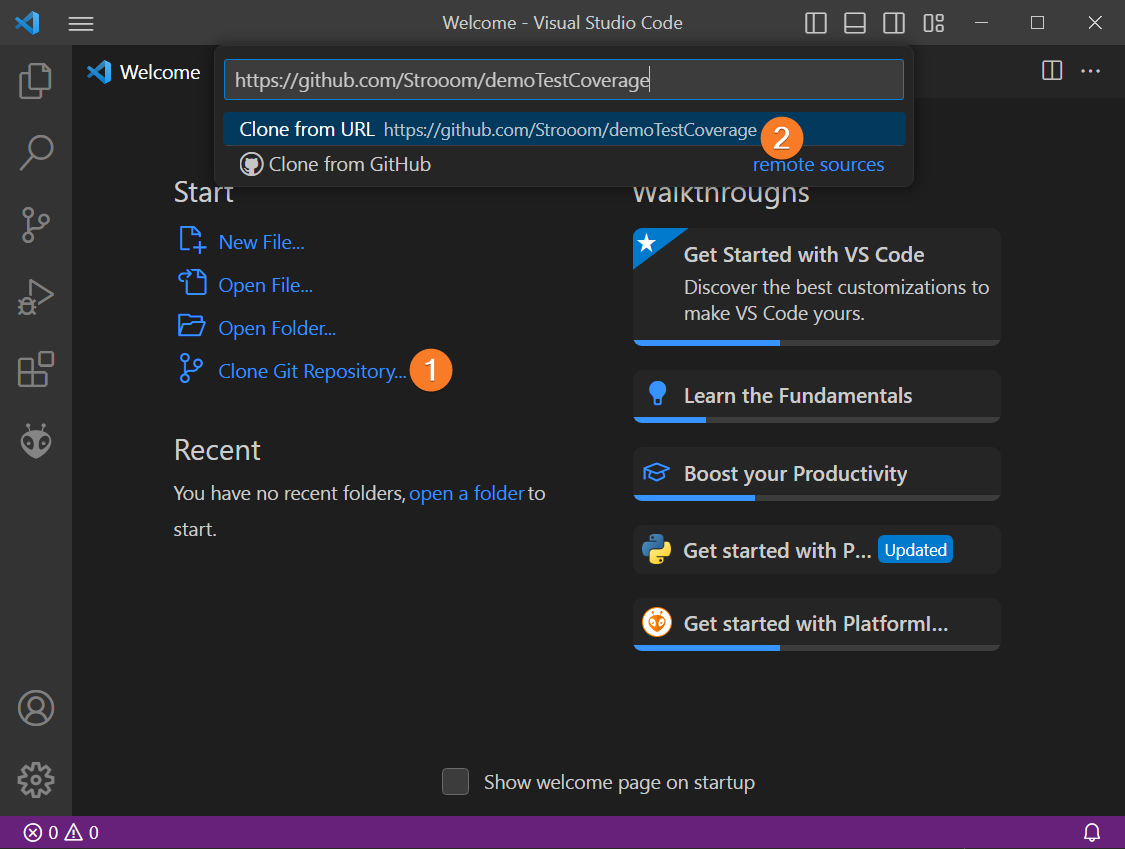 Welcome - Visual Studio Code
Welcome
https://github.com/Strooom/demoTestCoverage
Clone from URL https://github.com/Strooom/demoTestCoverage
2
Clone from GitHub remote sources
Start
New File...
Open File...
Open Folder...
Clone Git Repository...
1
Recent
You have no recent folders, open a folder to
start.
Walkthroughs
Get Started with VS Code
Discover the best customizations to
make VS Code yours.
Learn the Fundamentals
Boost your Productivity
Get started with P... Updated
Get started with PlatformI...
Show welcome page on startup
0 0